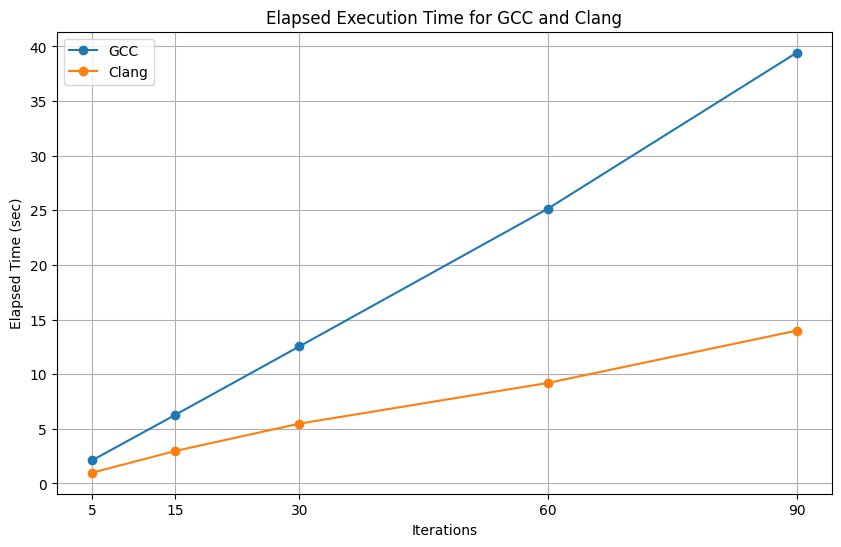 Elapsed Execution Time for GCC and Clang
GCC
Clang
40
35
30
25
20
15
10
5
0
Elapsed Time (sec)
5 15 30 60 90
Iterations